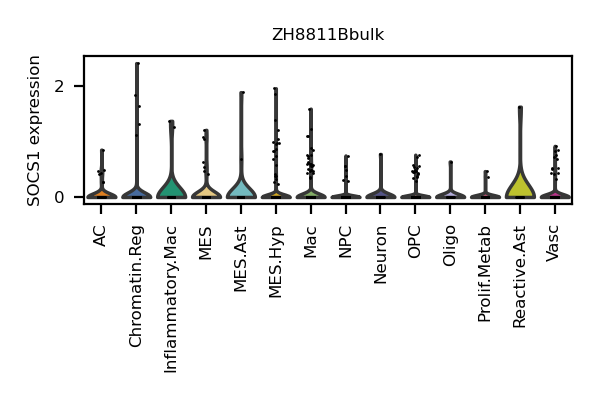 ZH8811Bbulk
SOCS1 expression
2
0
AC
Chromatin.Reg
Inflammatory.Mac
MES
MES.Ast
MES.Hyp
Mac
NPC
Neuron
OPC
Oligo
Prolif.Metab
Reactive.Ast
Vasc